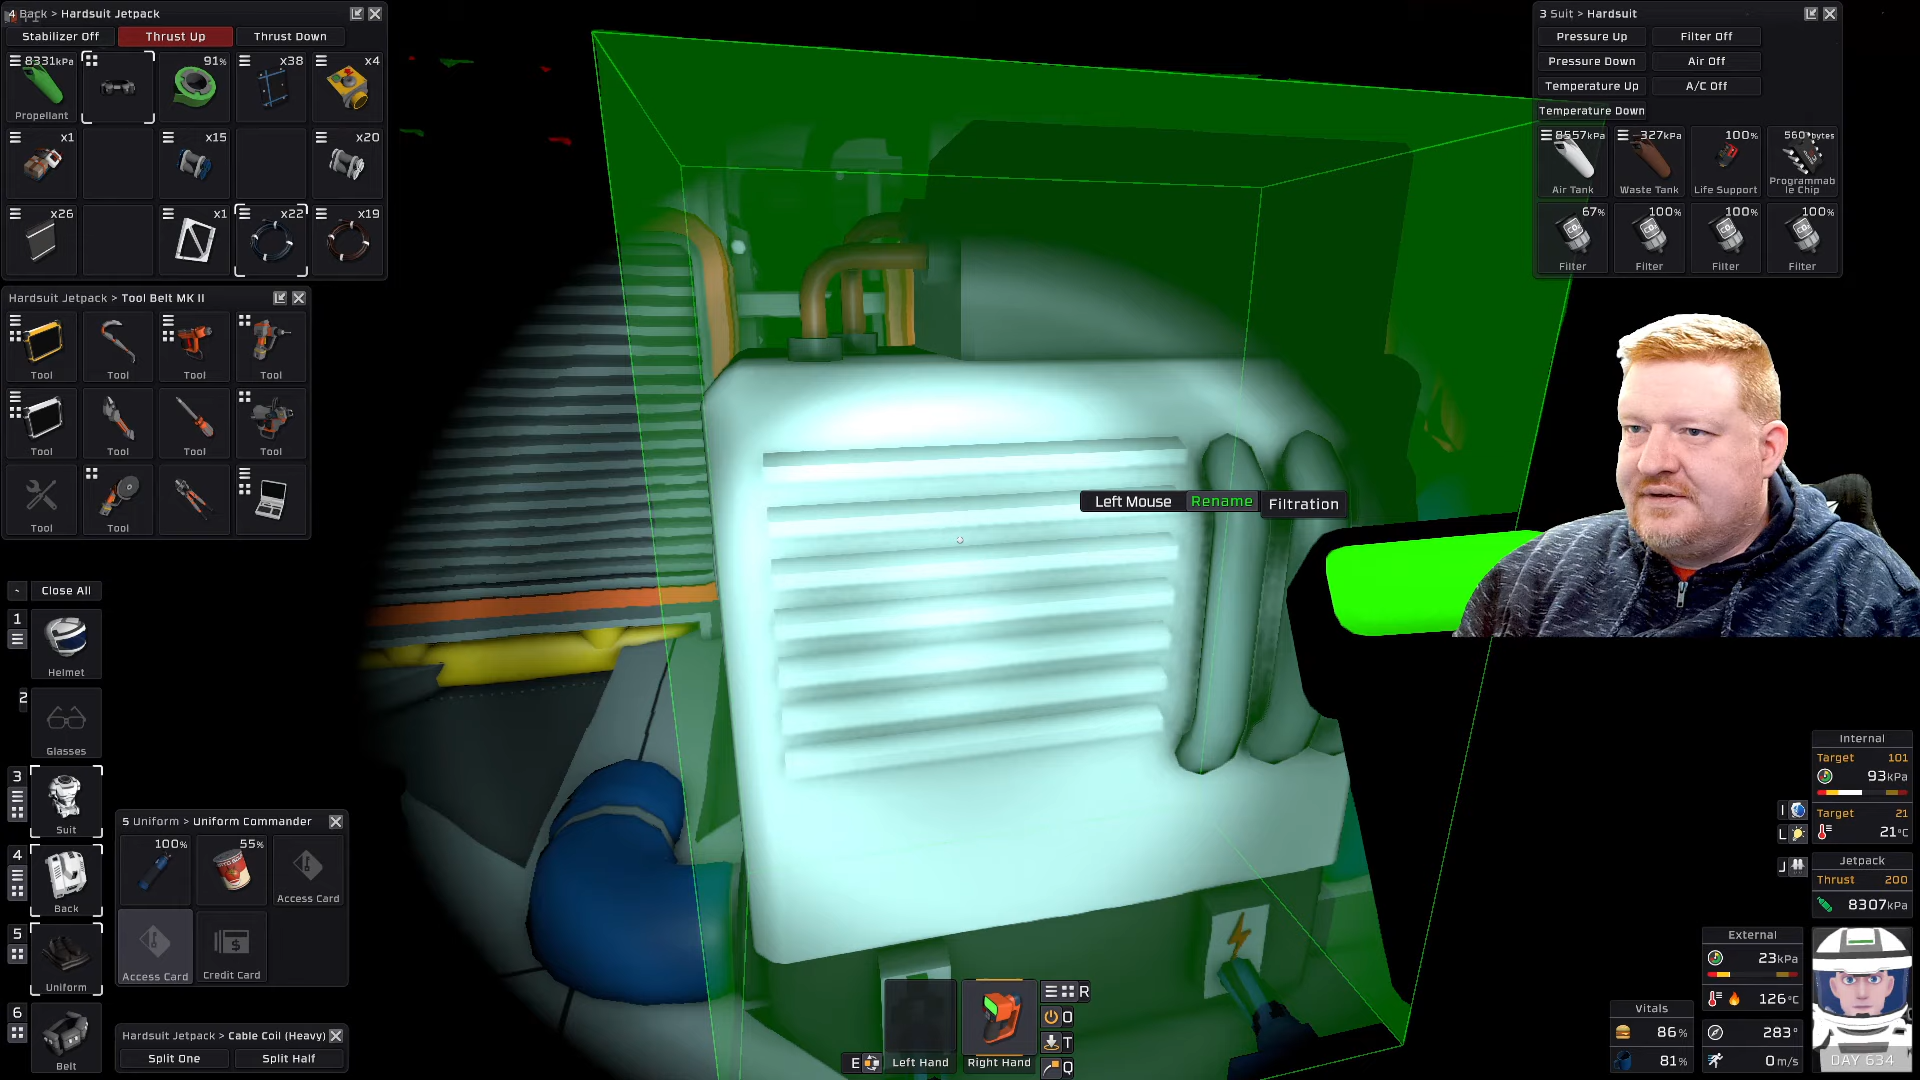 4 Back > Hardsuit Jetpack
Stabilizer Off
Thrust Up
Thrust Down
8331kPa
91%
x38
x4
Propellant
x1
x15
x20
x26
x1
x22
x19
Hardsuit Jetpack > Tool Belt MK II
Tool
Tool
Tool
Tool
Tool
Tool
Tool
Tool
Tool
Tool
~
Close All
1
Helmet
2
Glasses
3
Suit
4
Back
5
Uniform
6
Belt
5 Uniform > Uniform Commander
100%
55%
Access Card
Access Card
Credit Card
Hardsuit Jetpack > Cable Coil (Heavy)
Split One
Split Half
Left Mouse
Rename
Filtration
E
Left Hand
Right Hand
R
O
T
Q
3 Suit > Hardsuit
Pressure Up
Filter Off
Pressure Down
Air Off
Temperature Up
A/C Off
Temperature Down
8557kPa
-327kPa
100%
560 bytes
Air Tank
Waste Tank
Life Support
Programmab
le Chip
67%
100%
100%
100%
Filter
Filter
Filter
Filter
Internal
Target 101
93kPa
Target 21
21°C
I
L
J
Jetpack
Thrust 200
8307kPa
External
23kPa
126°C
Vitals
86%
283°
81%
0m/s
DAY 634